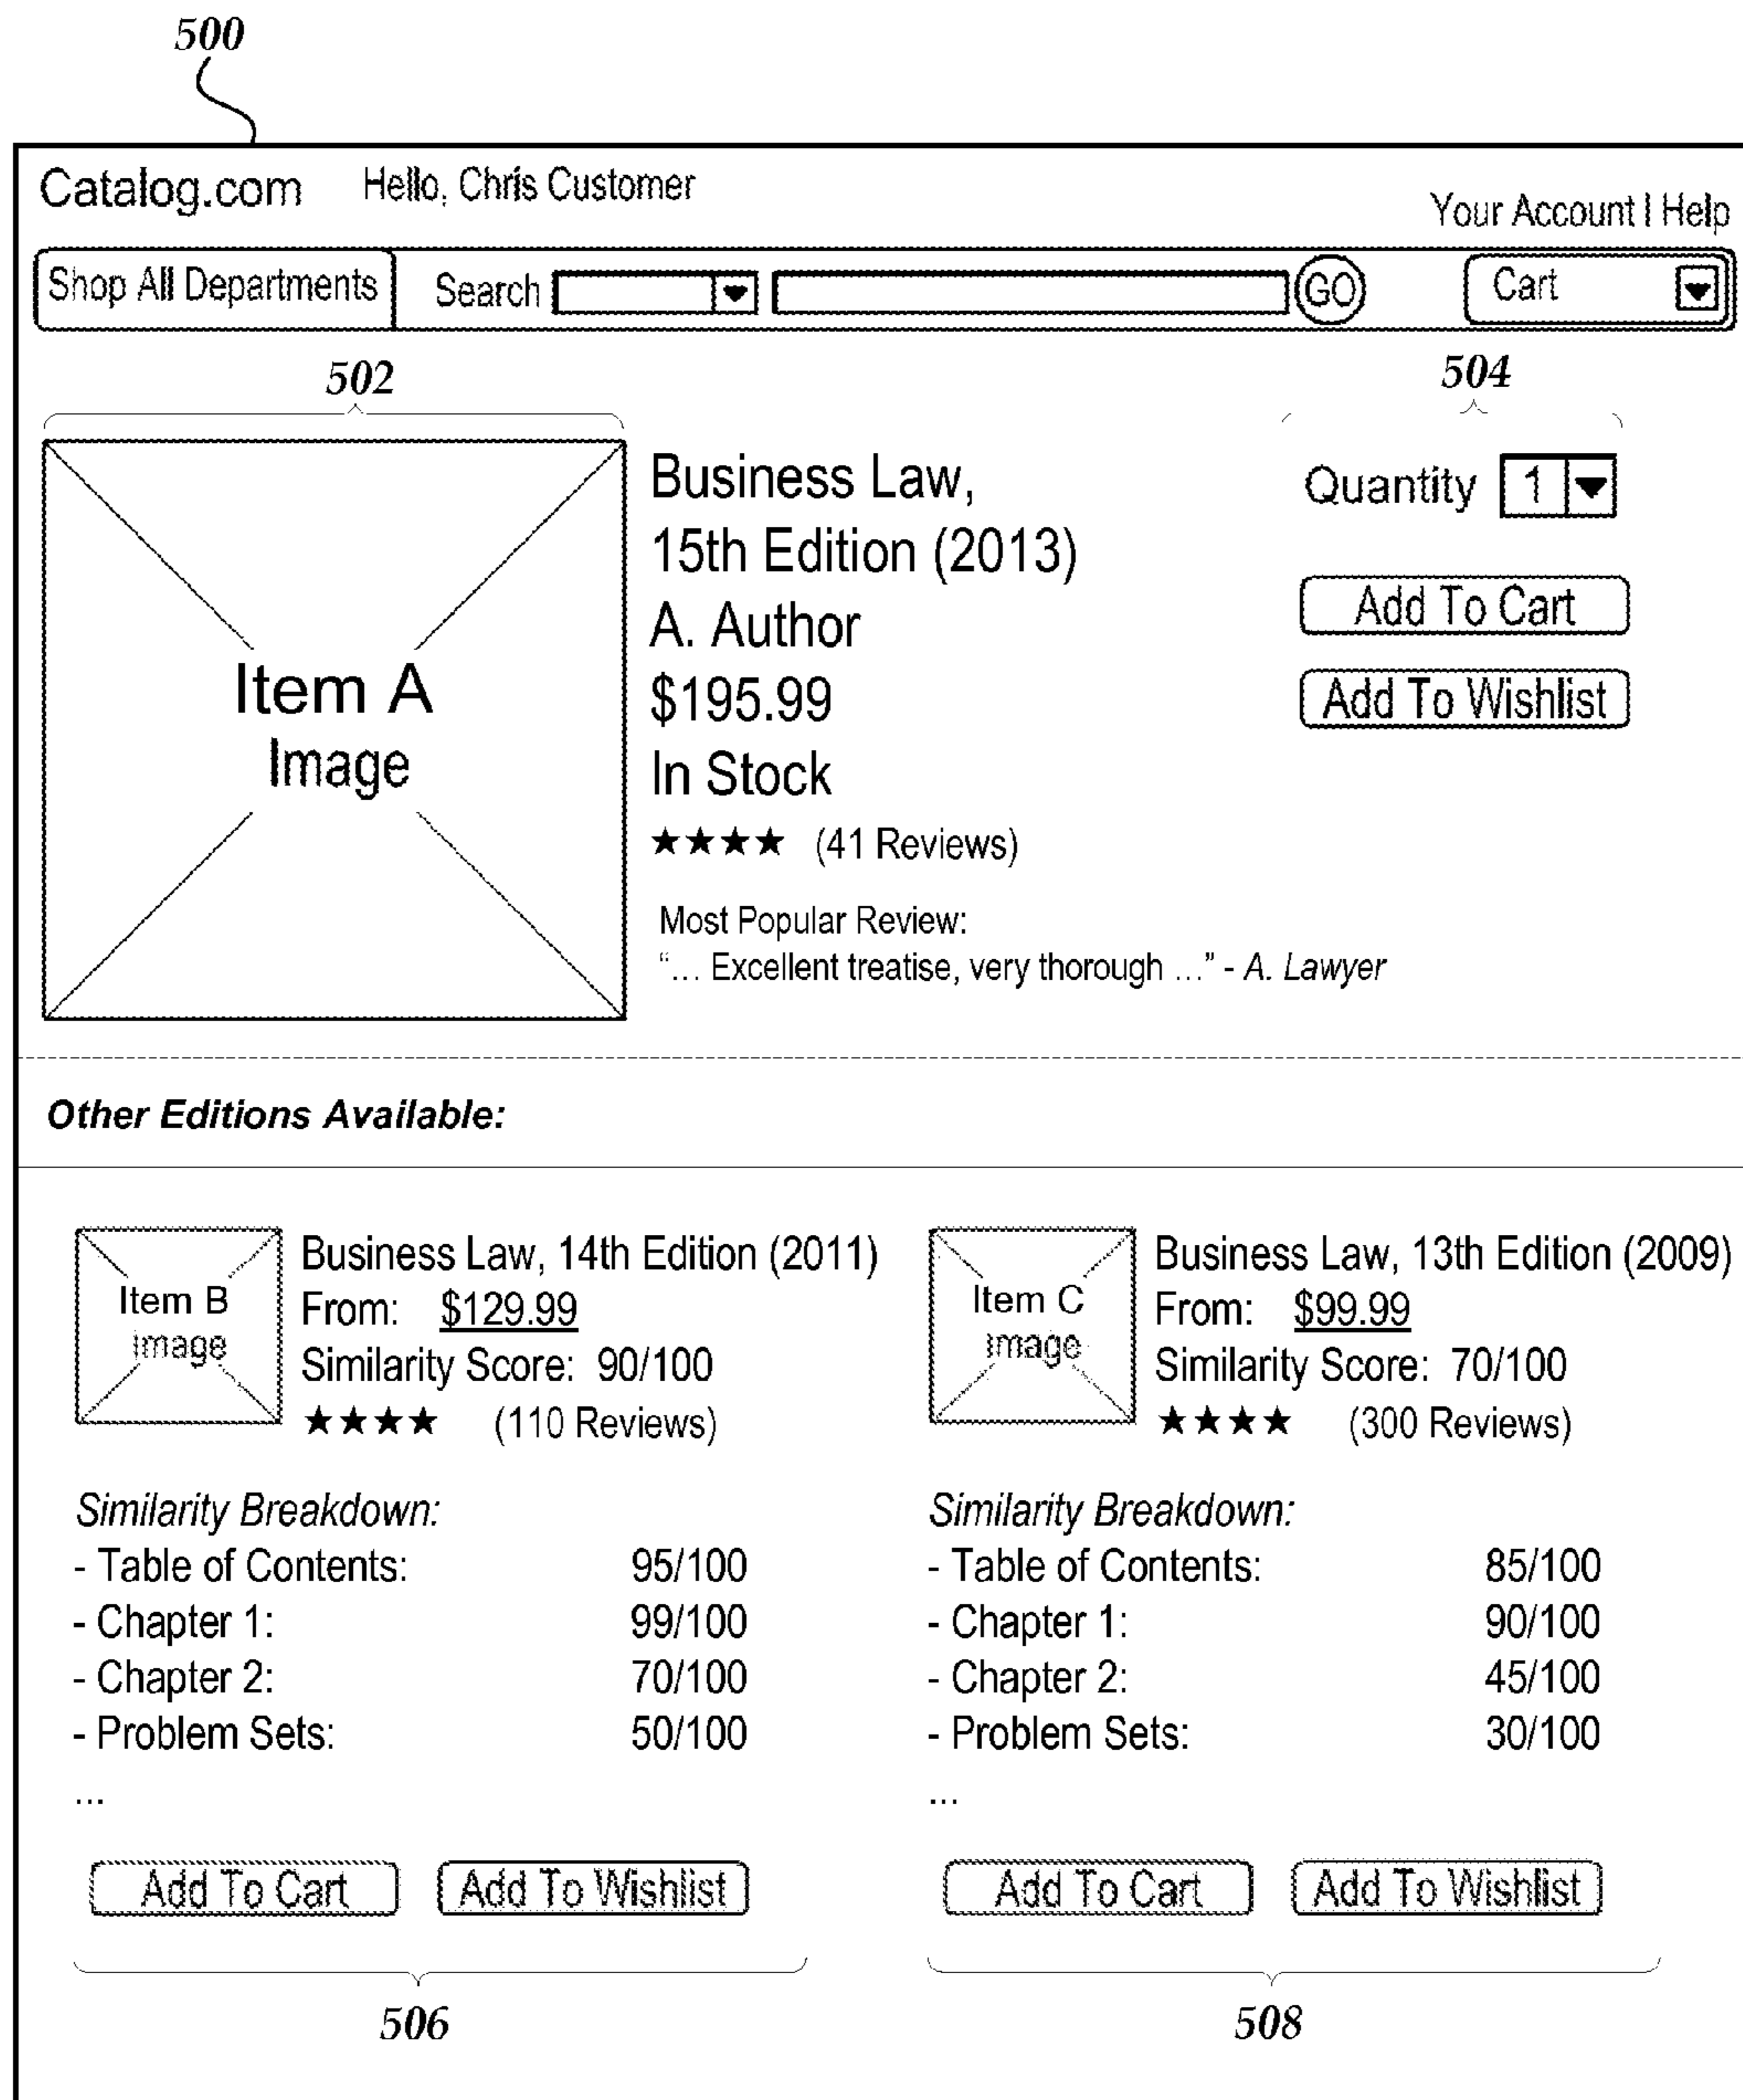 500
Catalog.com Hello, Chris Customer
Your Account | Help
Shop All Departments Search GO Cart
502 504
Business Law,
15th Edition (2013)
A. Author
$195.99
In Stock
★★★★ (41 Reviews)
Most Popular Review:
“... Excellent treatise, very thorough ...” - A. Lawyer
Item A
Image
Quantity 1
Add To Cart
Add To Wishlist
Other Editions Available:
Item B
Image
Business Law, 14th Edition (2011)
From: $129.99
Similarity Score: 90/100
★★★★ (110 Reviews)
Similarity Breakdown:
- Table of Contents: 95/100
- Chapter 1: 99/100
- Chapter 2: 70/100
- Problem Sets: 50/100
...
Add To Cart Add To Wishlist
506
Item C
Image
Business Law, 13th Edition (2009)
From: $99.99
Similarity Score: 70/100
★★★★ (300 Reviews)
Similarity Breakdown:
- Table of Contents: 85/100
- Chapter 1: 90/100
- Chapter 2: 45/100
- Problem Sets: 30/100
...
Add To Cart Add To Wishlist
508